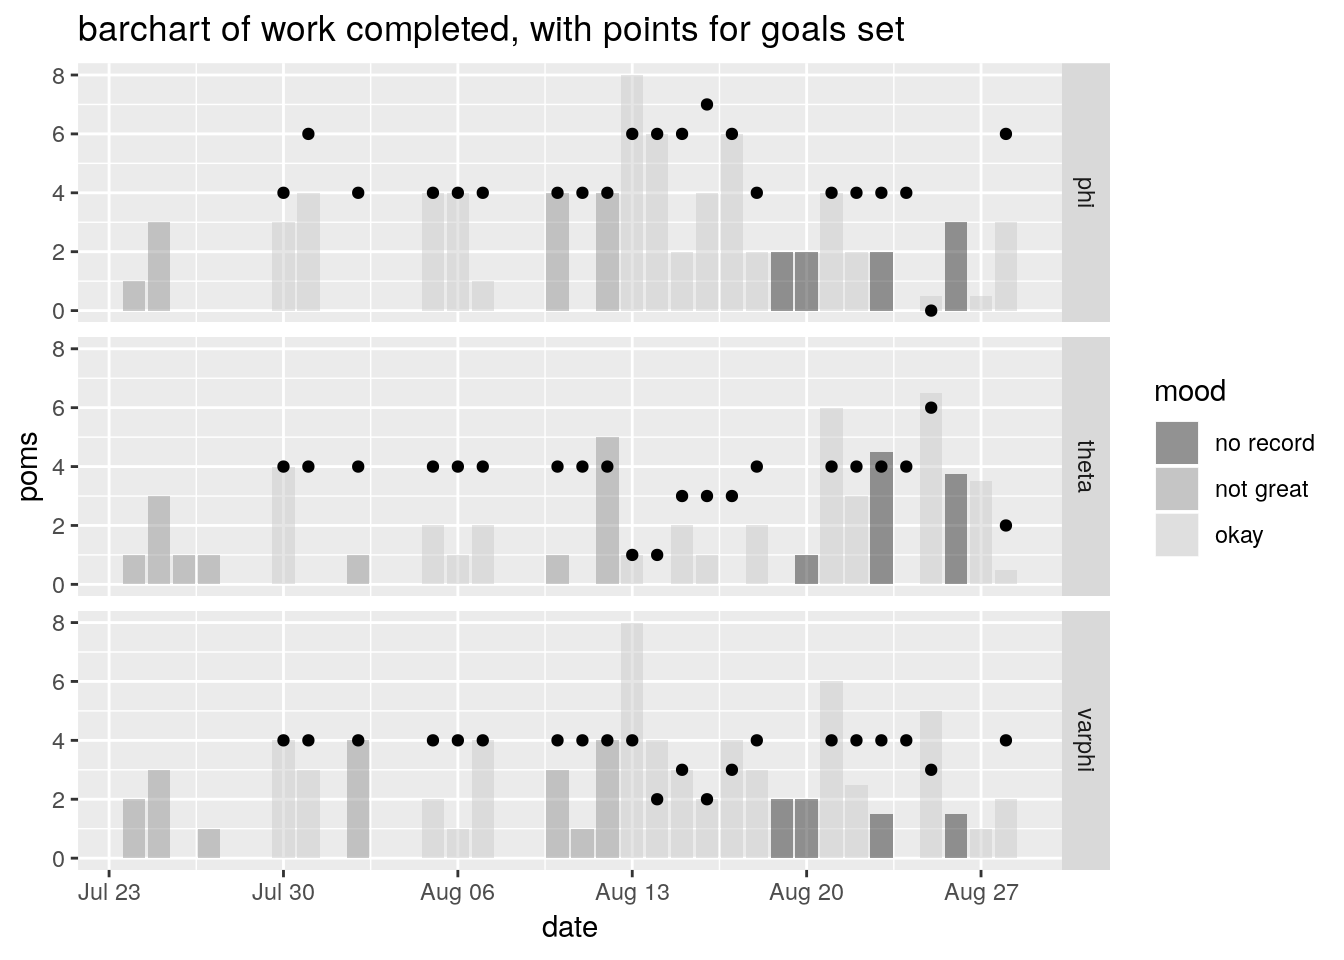 barchart of work completed, with points for goals set
8
6
4
2
0
phi
8
6
4
2
0
theta
8
6
4
2
0
varphi
poms
Jul 23 Jul 30 Aug 06 Aug 13 Aug 20 Aug 27
date
mood
no record
not great
okay